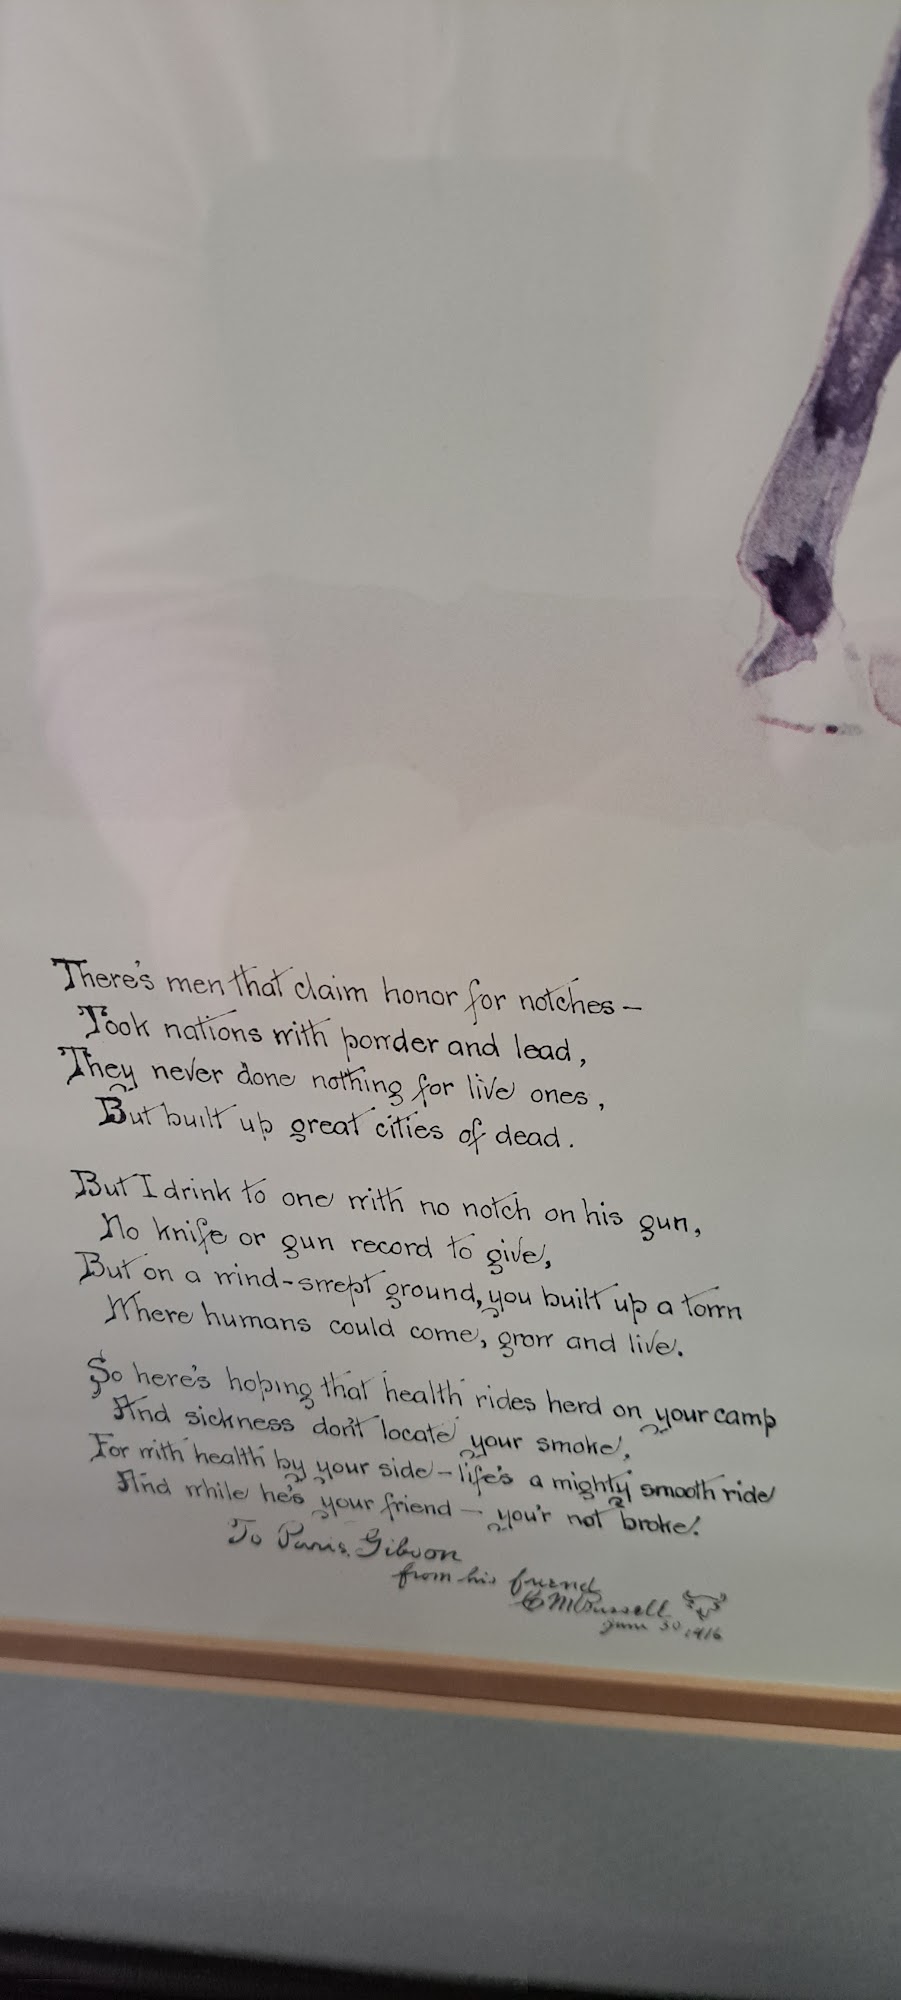 There's men that claim honor for notches —
Took nations with powder and lead,
They never done nothing for live ones,
But built up great cities of dead.
But I drink to one with no notch on his gun,
No knife or gun record to give,
But on a wind-swept ground, you built up a town
Where humans could come, grow and live.
So here's hoping that health rides herd on your camp
And sickness don't locate your smoke,
For with health by your side — life's a mighty smooth ride
And while he's your friend — you'r not broke.
To Paris Gibson
from his friend
CM Russell
June 30 1916